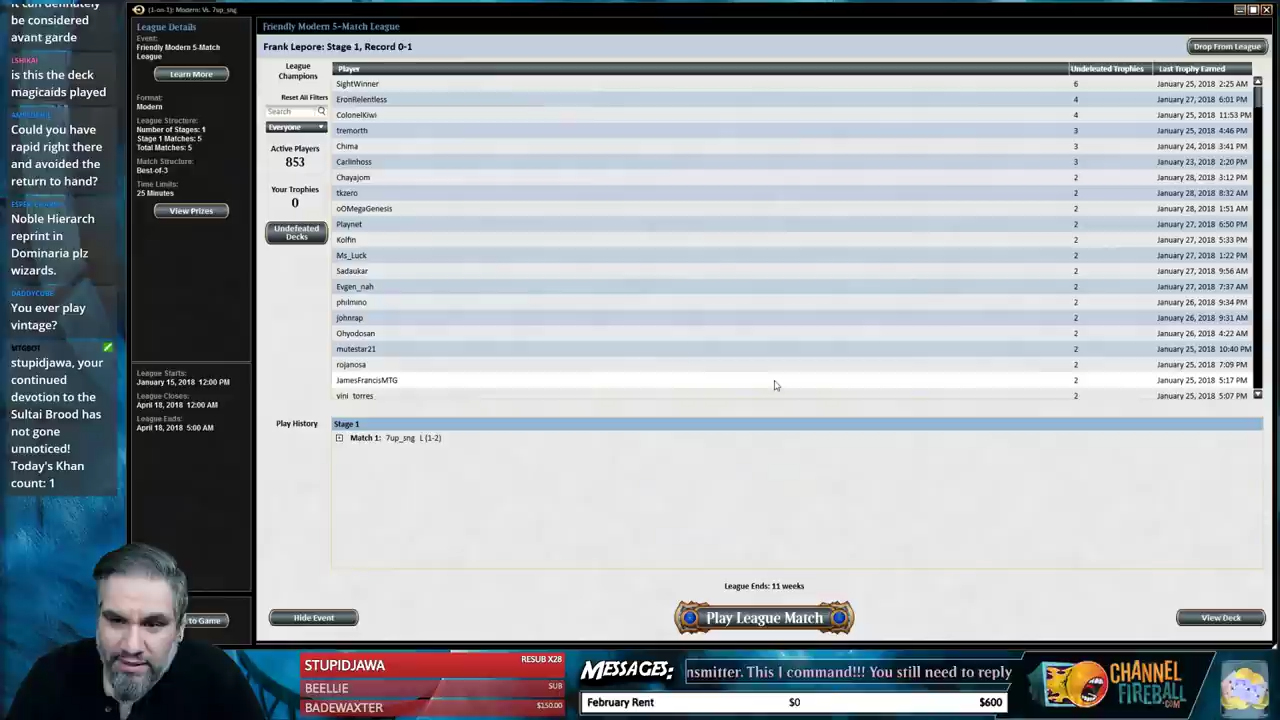 it can definately
be considered
avant garde
LSHIKAI
is this the deck
magicaids played
Could you have
rapid right there
and avoided the
return to hand?
Noble Hierarch
reprint in
Dominaria plz
wizards.
DADDYCUBE
You ever play
vintage?
MTGBOT
stupidjawa, your
continued
devotion to the
Sultai Brood has
not gone
unnoticed!
Today's Khan
count: 1
(1-on-1): Modern: Vs. 7up_sng
League Details
Event:
Friendly Modern 5-Match
League
Learn More
Format:
Modern
League Structure:
Number of Stages: 1
Stage 1 Matches: 5
Total Matches: 5
Match Structure:
Best-of-3
Time Limits:
25 Minutes
View Prizes
League Starts:
January 15, 2018 12:00 PM
League Closes:
April 18, 2018 12:00 AM
League Ends:
April 18, 2018 5:00 AM
to Game
Friendly Modern 5-Match League
Frank Lepore: Stage 1, Record 0-1
Drop From League
League
Champions
Reset All Filters
Search
Everyone
Active Players
853
Your Trophies
0
Undefeated
Decks
Player Undefeated Trophies Last Trophy Earned
SightWinner 6 January 25, 2018 2:25 AM
EronRelentless 4 January 27, 2018 6:01 PM
ColonelKiwi 4 January 25, 2018 11:53 PM
tremorth 3 January 25, 2018 4:46 PM
Chima 3 January 24, 2018 3:41 PM
Carlinhoss 3 January 23, 2018 2:20 PM
Chayajom 2 January 28, 2018 3:12 PM
tkzero 2 January 28, 2018 8:32 AM
oOMegaGenesis 2 January 28, 2018 1:51 AM
Playnet 2 January 27, 2018 6:50 PM
Kolfin 2 January 27, 2018 5:33 PM
Ms_Luck 2 January 27, 2018 1:22 PM
Sadaukar 2 January 27, 2018 9:56 AM
Evgen_nah 2 January 27, 2018 7:37 AM
philmino 2 January 26, 2018 9:34 PM
johnrap 2 January 26, 2018 9:31 AM
Ohyodosan 2 January 26, 2018 4:22 AM
mutestar21 2 January 25, 2018 10:40 PM
rojanosa 2 January 25, 2018 7:09 PM
JamesFrancisMTG 2 January 25, 2018 5:17 PM
vini_torres_ 2 January 25, 2018 5:07 PM
Play History
Stage 1
Match 1: 7up_sng L (1-2)
League Ends: 11 weeks
Hide Event
Play League Match
View Deck
STUPIDJAWA RESUB X28
BEELLIE SUB
BADEWAXTER $150.00
MESSAGES:
nsmitter. This I command!!! You still need to reply
February Rent $0 $600
CHANNEL
FIREBALL
.COM